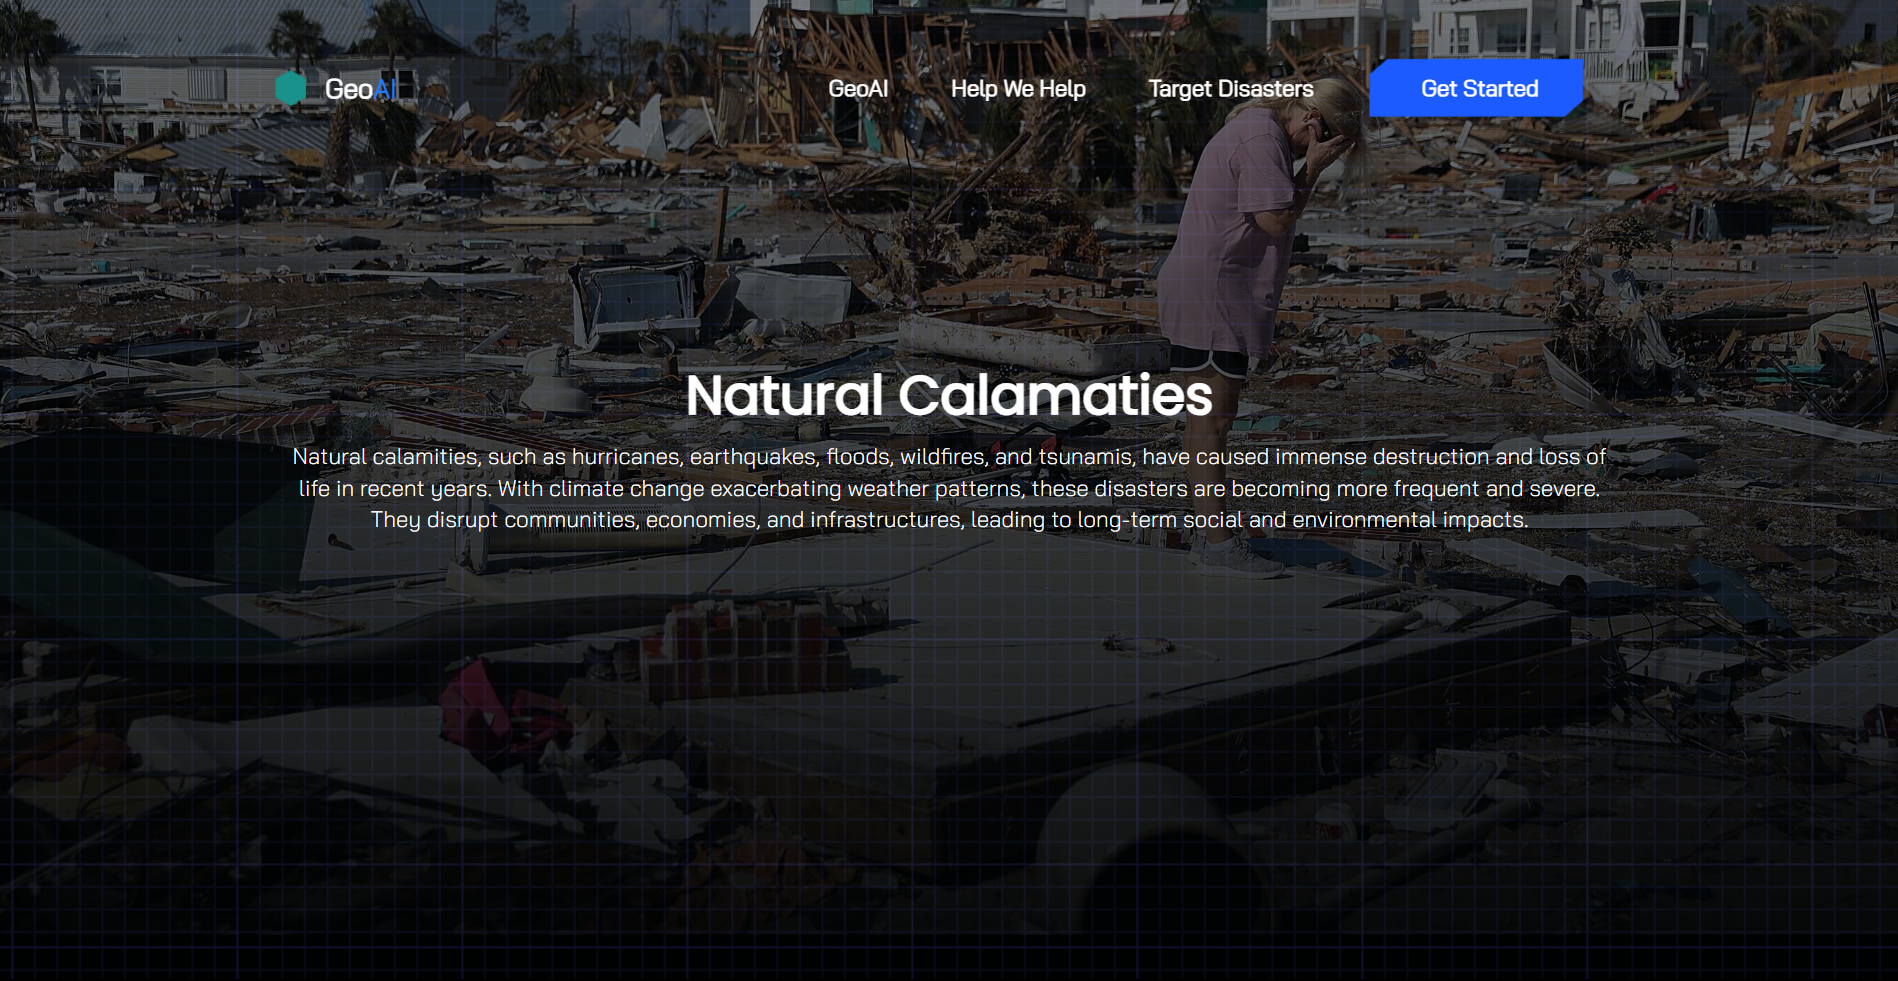 GeoAI
GeoAI
Help We Help
Target Disasters
Get Started
Natural Calamaties
Natural calamities, such as hurricanes, earthquakes, floods, wildfires, and tsunamis, have caused immense destruction and loss of
life in recent years. With climate change exacerbating weather patterns, these disasters are becoming more frequent and severe.
They disrupt communities, economies, and infrastructures, leading to long-term social and environmental impacts.